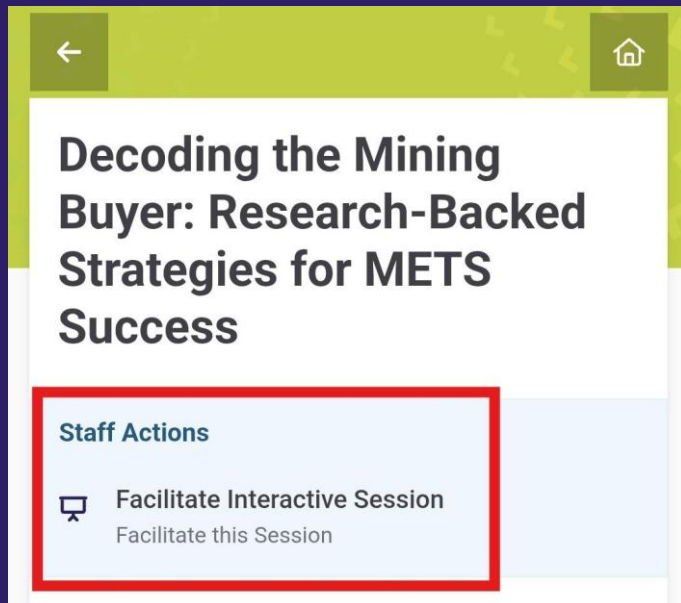 Decoding the Mining
Buyer: Research-Backed
Strategies for METS
Success
Staff Actions
Facilitate Interactive Session
Facilitate this Session